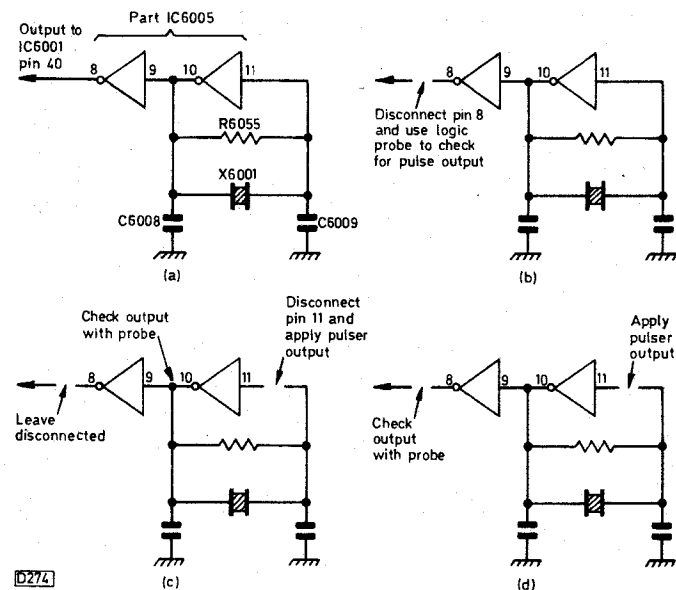 Part IC6005
Output to
IC6001
pin 40
8
9
10
11
R6055
X6001
C6008
C6009
(a)
8
9
10
11
Disconnect pin 8
and use logic
probe to check
for pulse output
(b)
Check output
with probe
Disconnect
pin 11 and
apply pulser
output
8
9
10
11
Leave
disconnected
(c)
Apply
pulser
output
8
9
10
11
Check
output
with probe
(d)
D274